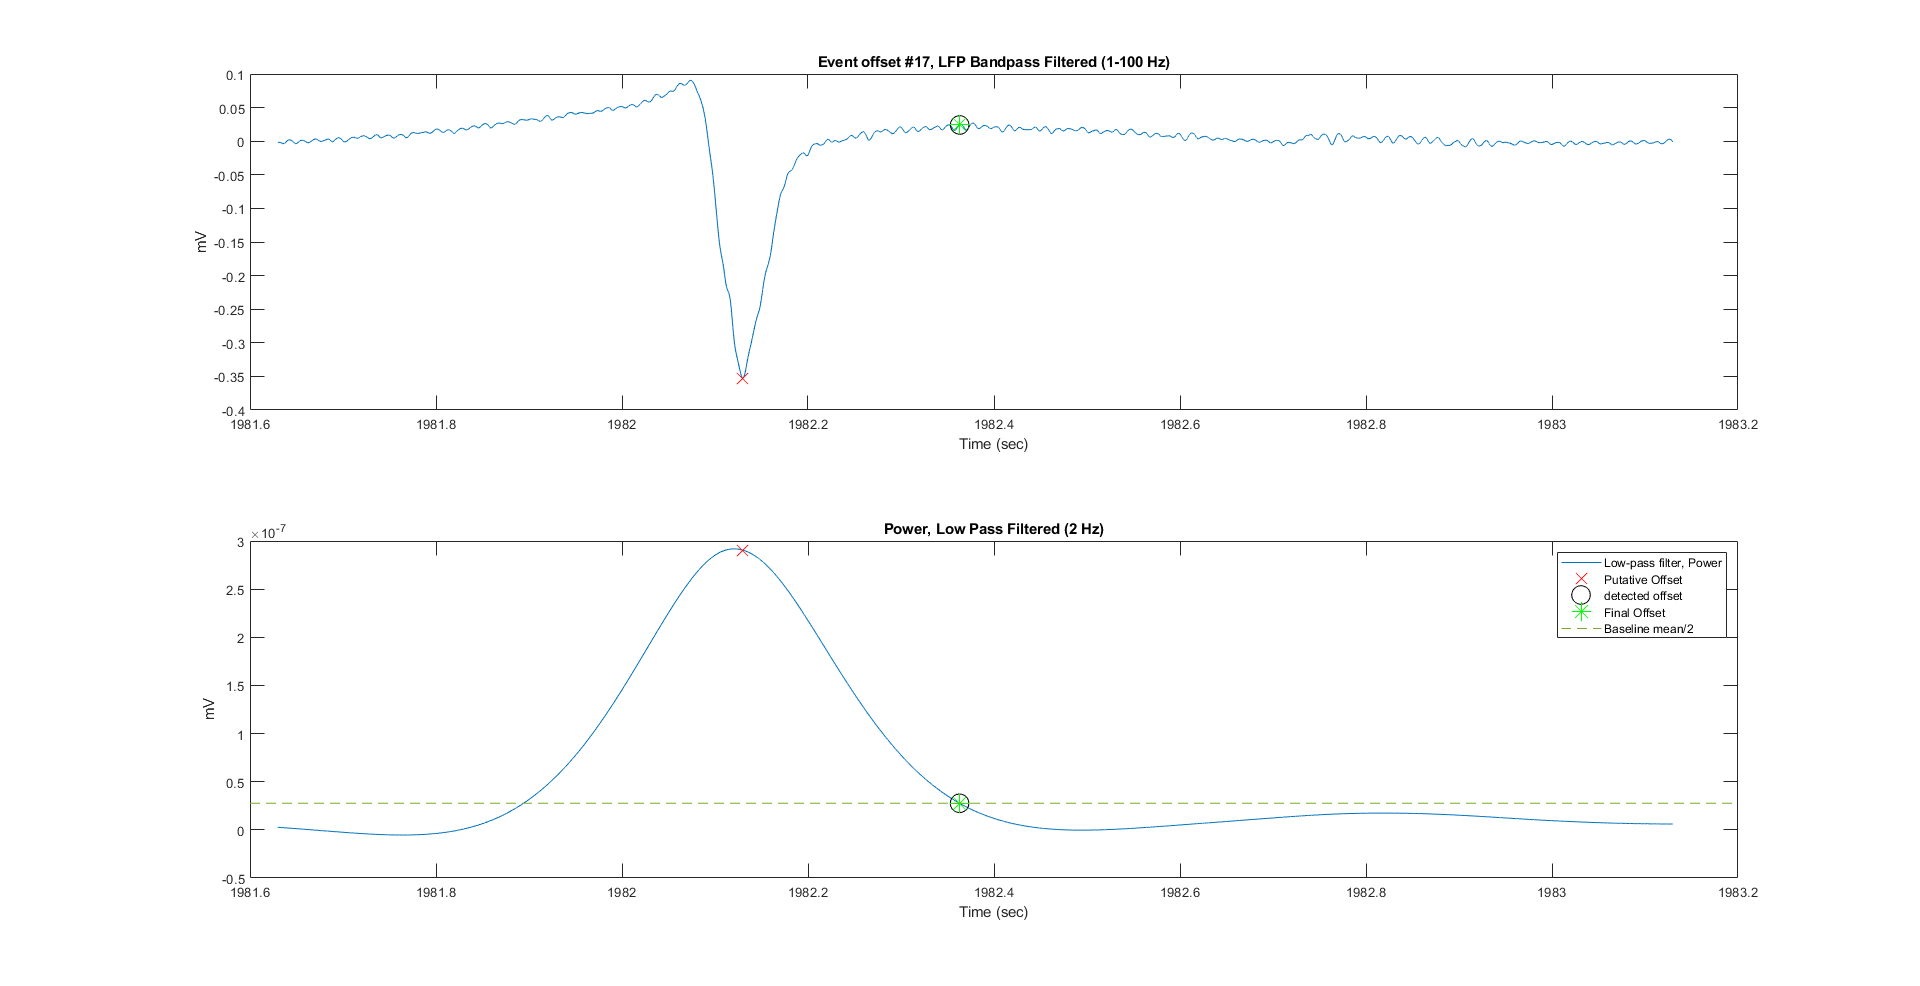 Event offset #17, LFP Bandpass Filtered (1-100 Hz)
0.1
0.05
0
-0.05
-0.1
-0.15
-0.2
-0.25
-0.3
-0.35
-0.4
mV
1981.6 1981.8 1982 1982.2 1982.4 1982.6 1982.8 1983 1983.2
Time (sec)
Power, Low Pass Filtered (2 Hz)
×10-7
3
2.5
2
1.5
1
0.5
0
-0.5
mV
Low-pass filter, Power
Putative Offset
detected offset
Final Offset
Baseline mean/2
1981.6 1981.8 1982 1982.2 1982.4 1982.6 1982.8 1983 1983.2
Time (sec)